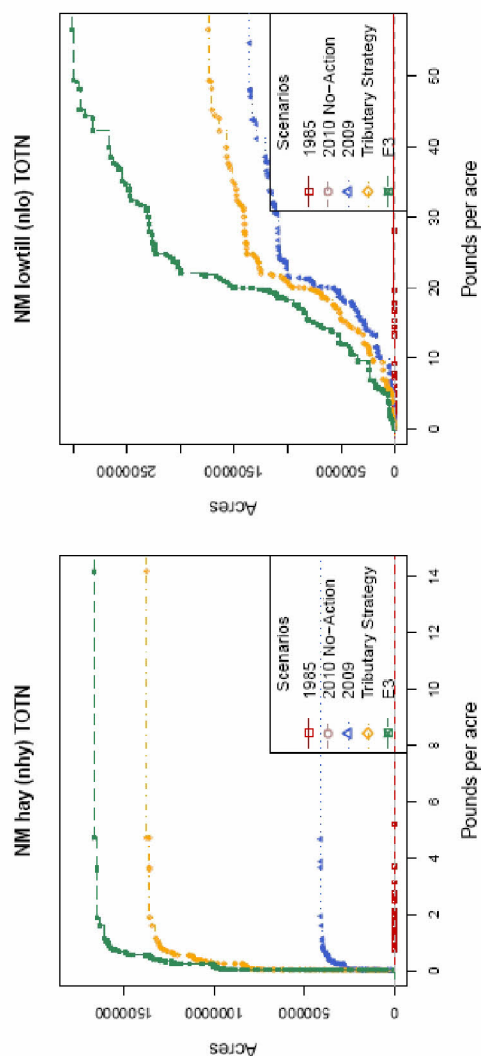 NM hay (nhy) TOTN
Acres
0
500000
1000000
1500000
0
2
4
6
8
10
12
14
Pounds per acre
Scenarios
1985
2010 No-Action
2009
Tributary Strategy
E3
NM lowtill (nlo) TOTN
Acres
0
500000
1500000
2500000
0
10
20
30
40
50
Pounds per acre
Scenarios
1985
2010 No-Action
2009
Tributary Strategy
E3